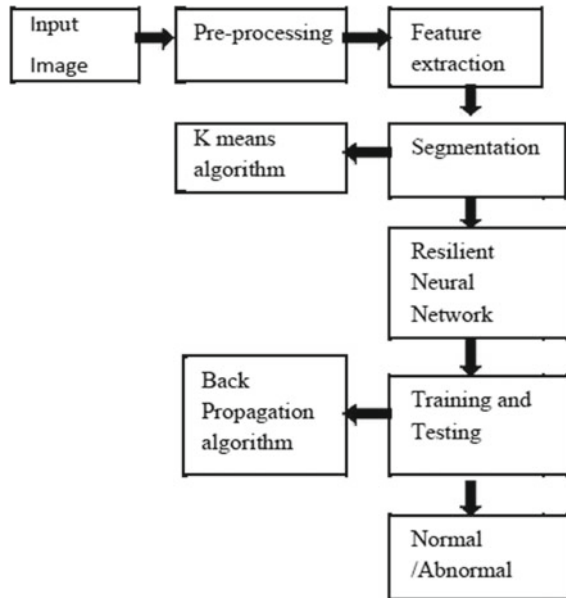 Input
Image
Pre-processing
Feature
extraction
K means
algorithm
Segmentation
Resilient
Neural
Network
Back
Propagation
algorithm
Training and
Testing
Normal
/Abnormal